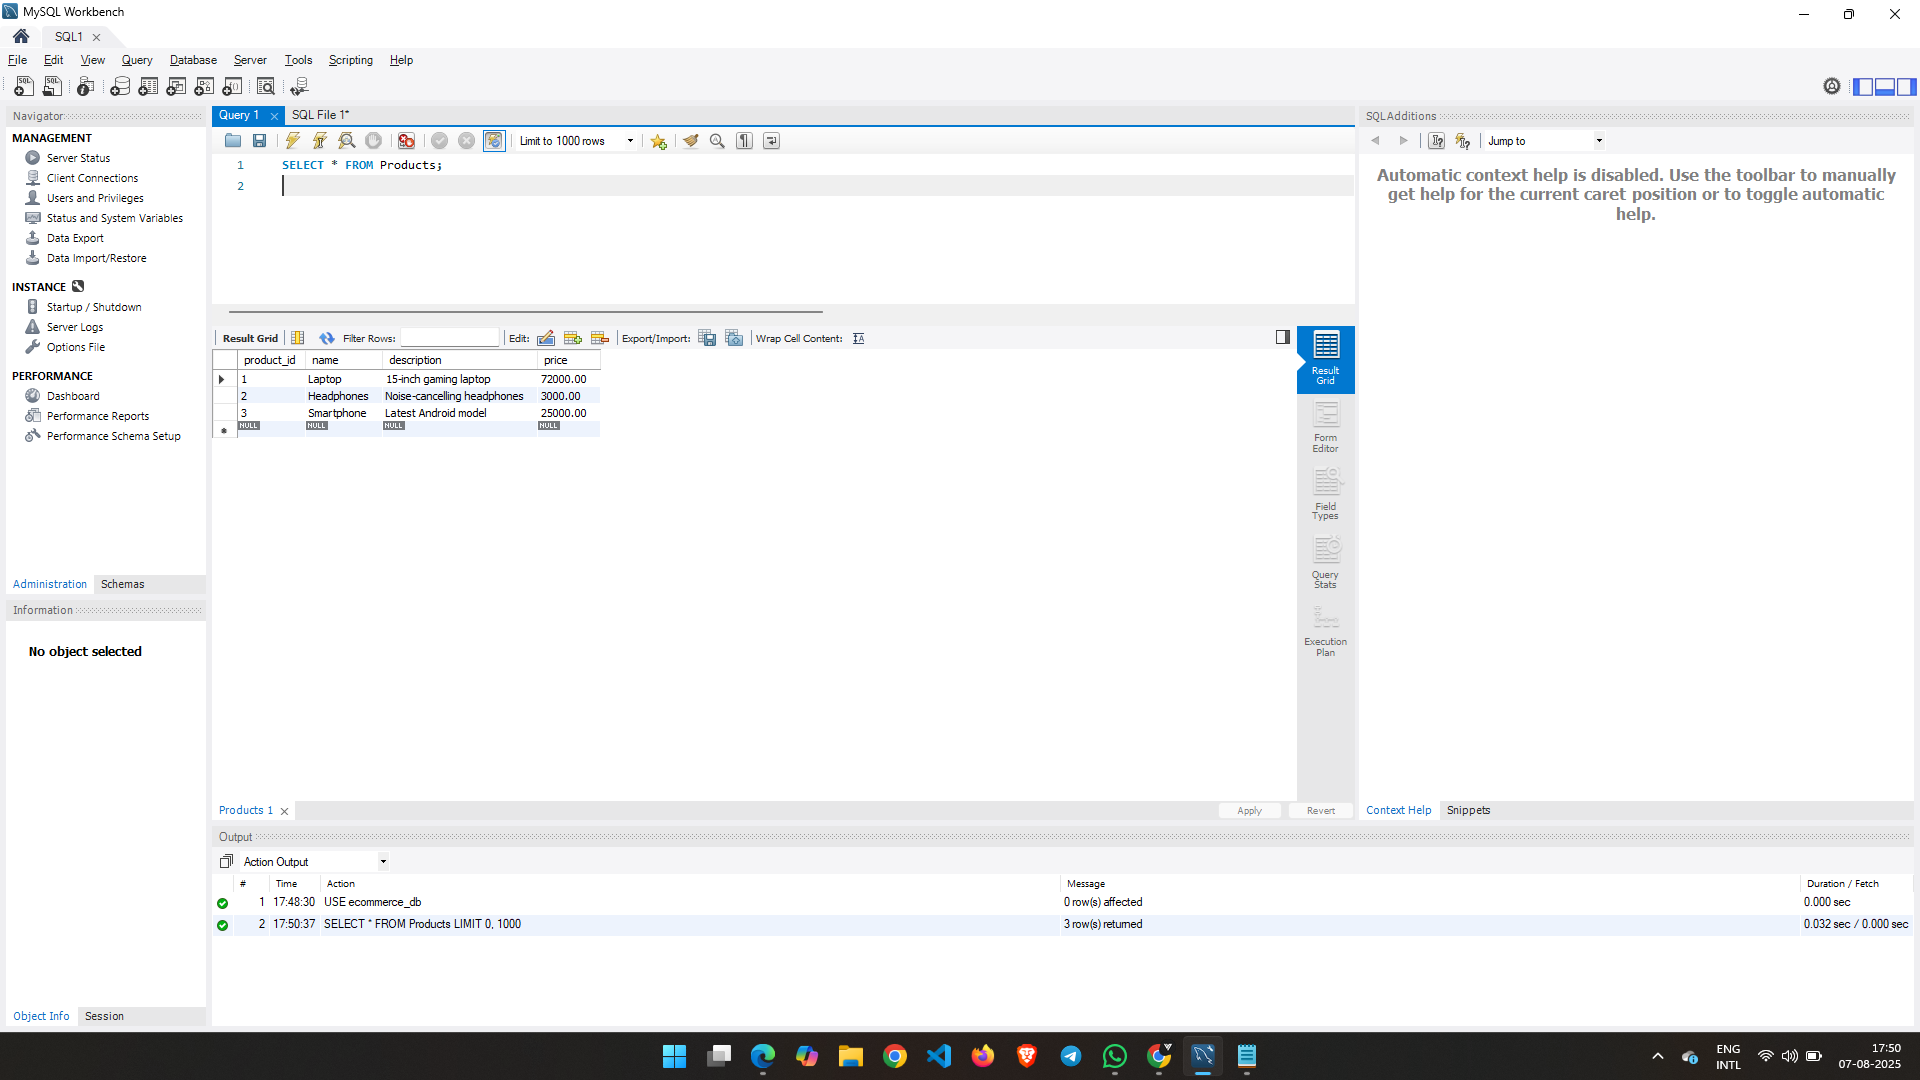 MySQL Workbench
SQL1
File Edit View Query Database Server Tools Scripting Help
Navigator
MANAGEMENT
Server Status
Client Connections
Users and Privileges
Status and System Variables
Data Export
Data Import/Restore
INSTANCE
Startup / Shutdown
Server Logs
Options File
PERFORMANCE
Dashboard
Performance Reports
Performance Schema Setup
Administration Schemas
Information
No object selected
Object Info Session
Query 1 SQL File 1*
Limit to 1000 rows
1 SELECT * FROM Products;
2
Result Grid Filter Rows: Edit: Export/Import: Wrap Cell Content:
product_id name description price
1 Laptop 15-inch gaming laptop 72000.00
2 Headphones Noise-cancelling headphones 3000.00
3 Smartphone Latest Android model 25000.00
NULL NULL NULL NULL
Result
Grid
Form
Editor
Field
Types
Query
Stats
Execution
Plan
Products 1 Apply Revert
SQLAdditions
Jump to
Automatic context help is disabled. Use the toolbar to manually
get help for the current caret position or to toggle automatic
help.
Context Help Snippets
Output
Action Output
# Time Action Message Duration / Fetch
1 17:48:30 USE ecommerce_db 0 row(s) affected 0.000 sec
2 17:50:37 SELECT * FROM Products LIMIT 0, 1000 3 row(s) returned 0.032 sec / 0.000 sec
ENG
INTL
17:50
07-08-2025